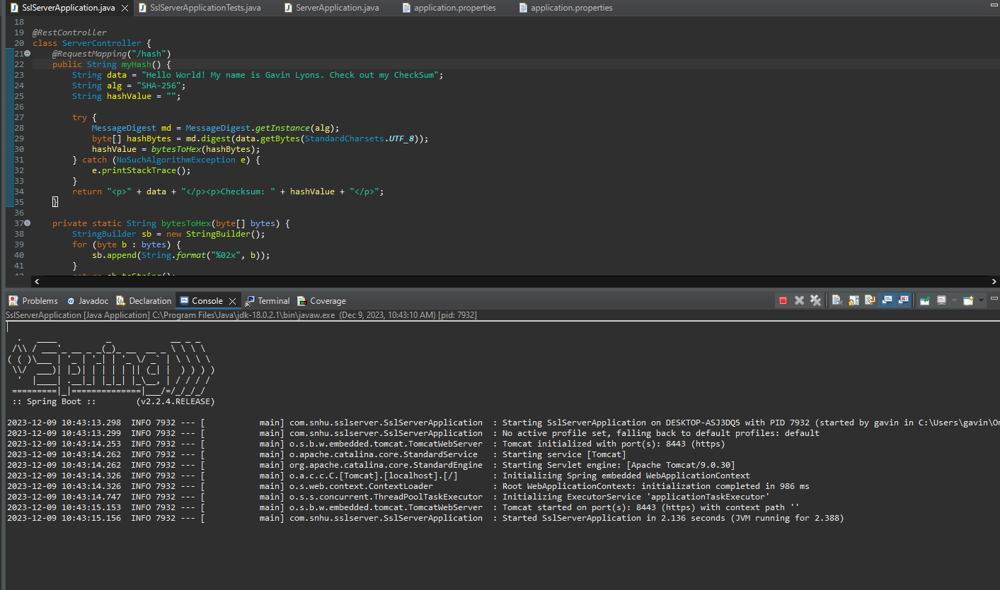 SslServerApplication.java SslServerApplicationTests.java ServerApplication.java application.properties application.properties
18
19 @RestController
20 class ServerController {
21 @RequestMapping("/hash")
22 public String myHash() {
23 String data = "Hello World! My name is Gavin Lyons. Check out my CheckSum";
24 String alg = "SHA-256";
25 String hashValue = "";
26
27 try {
28 MessageDigest md = MessageDigest.getInstance(alg);
29 byte[] hashBytes = md.digest(data.getBytes(StandardCharsets.UTF_8));
30 hashValue = bytesToHex(hashBytes);
31 } catch (NoSuchAlgorithmException e) {
32 e.printStackTrace();
33 }
34 return "<p>" + data + "</p><p>Checksum: " + hashValue + "</p>";
35 }
36
37 private static String bytesToHex(byte[] bytes) {
38 StringBuilder sb = new StringBuilder();
39 for (byte b : bytes) {
40 sb.append(String.format("%02x", b));
41 }
Problems Javadoc Declaration Console Terminal Coverage
SslServerApplication [Java Application] C:\Program Files\Java\jdk-18.0.2.1\bin\javaw.exe (Dec 9, 2023, 10:43:10 AM) [pid: 7932]
  .   ____          _            __ _ _
 /\\ / ___'_ __ _ _(_)_ __  __ _ \ \ \ \
( ( )\___ | '_ | '_| | '_ \/ _` | \ \ \ \
 \\/  ___)| |_)| | | | | || (_| |  ) ) ) )
  '  |____| .__|_| |_|_| |_\__, | / / / /
 =========|_|==============|___/=/_/_/_/
 :: Spring Boot ::        (v2.2.4.RELEASE)
2023-12-09 10:43:13.298 INFO 7932 --- [ main] com.snhu.sslserver.SslServerApplication : Starting SslServerApplication on DESKTOP-ASJ3DQ5 with PID 7932 (started by gavin in C:\Users\gavin\On
2023-12-09 10:43:13.299 INFO 7932 --- [ main] com.snhu.sslserver.SslServerApplication : No active profile set, falling back to default profiles: default
2023-12-09 10:43:14.253 INFO 7932 --- [ main] o.s.b.w.embedded.tomcat.TomcatWebServer : Tomcat initialized with port(s): 8443 (https)
2023-12-09 10:43:14.262 INFO 7932 --- [ main] o.apache.catalina.core.StandardService : Starting service [Tomcat]
2023-12-09 10:43:14.262 INFO 7932 --- [ main] org.apache.catalina.core.StandardEngine : Starting Servlet engine: [Apache Tomcat/9.0.30]
2023-12-09 10:43:14.326 INFO 7932 --- [ main] o.a.c.c.C.[Tomcat].[localhost].[/] : Initializing Spring embedded WebApplicationContext
2023-12-09 10:43:14.326 INFO 7932 --- [ main] o.s.web.context.ContextLoader : Root WebApplicationContext: initialization completed in 986 ms
2023-12-09 10:43:14.747 INFO 7932 --- [ main] o.s.s.concurrent.ThreadPoolTaskExecutor : Initializing ExecutorService 'applicationTaskExecutor'
2023-12-09 10:43:15.153 INFO 7932 --- [ main] o.s.b.w.embedded.tomcat.TomcatWebServer : Tomcat started on port(s): 8443 (https) with context path ''
2023-12-09 10:43:15.156 INFO 7932 --- [ main] com.snhu.sslserver.SslServerApplication : Started SslServerApplication in 2.136 seconds (JVM running for 2.388)